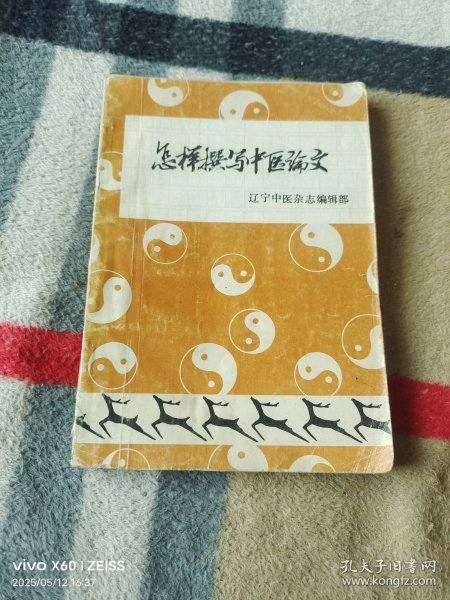 怎样撰写中医论文
辽宁中医杂志编辑部
vivo X60 | ZEISS
2025/05/12 16:37
孔夫子旧书网
www.kongfz.com